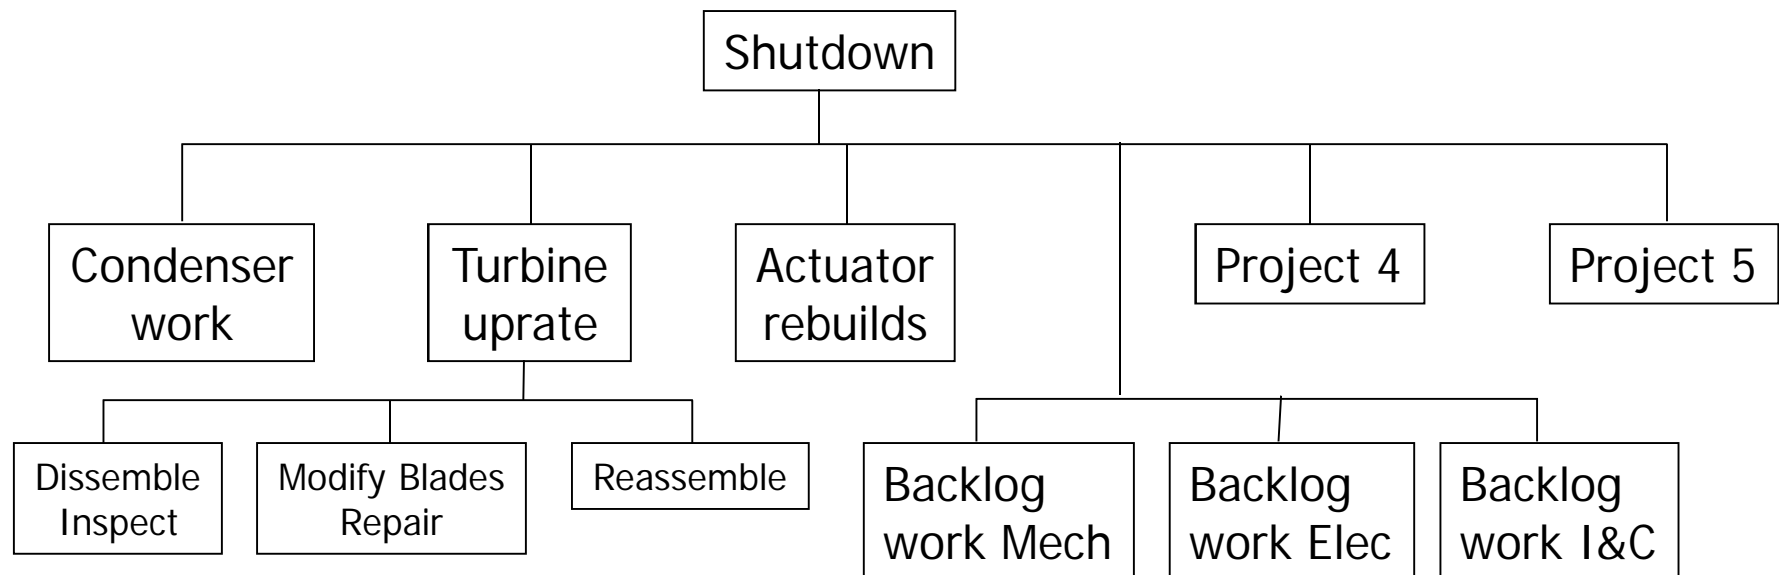 Shutdown
Condenser
work
Turbine
uprate
Actuator
rebuilds
Project 4
Project 5
Dissemble
Inspect
Modify Blades
Repair
Reassemble
Backlog
work Mech
Backlog
work Elec
Backlog
work I&C